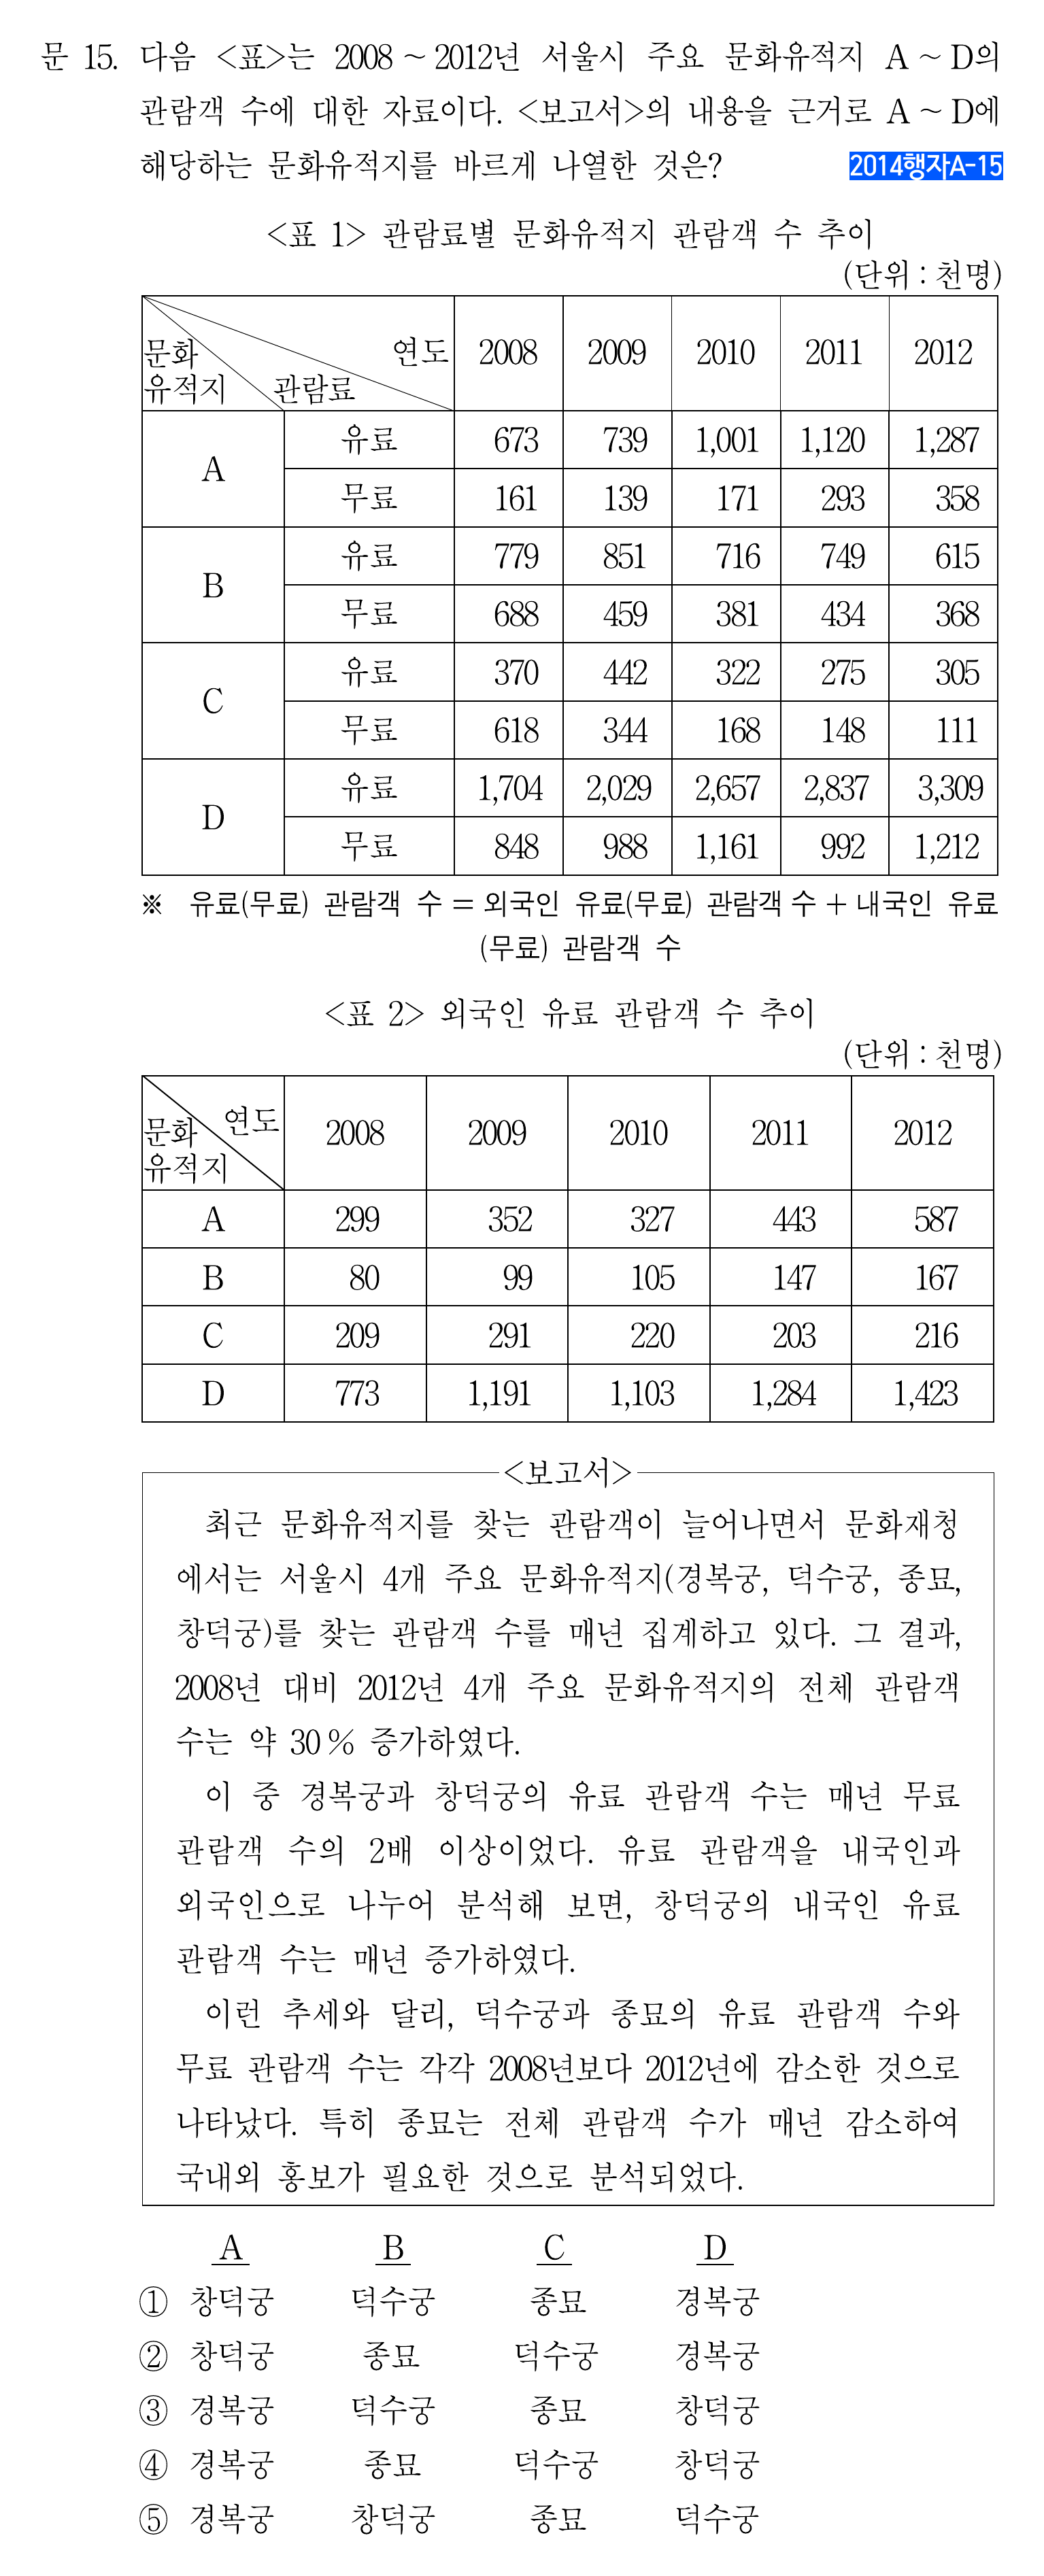 문 15. 다음 <표>는 2008 ~ 2012년 서울시 주요 문화유적지 A ~ D의
관람객 수에 대한 자료이다. <보고서>의 내용을 근거로 A ~ D에
해당하는 문화유적지를 바르게 나열한 것은? 2014행자A-15
<표 1> 관람료별 문화유적지 관람객 수 추이
(단위 : 천명)
문화유적지 관람료 연도 2008 2009 2010 2011 2012
A 유료 673 739 1,001 1,120 1,287
무료 161 139 171 293 358
B 유료 779 851 716 749 615
무료 688 459 381 434 368
C 유료 370 442 322 275 305
무료 618 344 168 148 111
D 유료 1,704 2,029 2,657 2,837 3,309
무료 848 988 1,161 992 1,212
※ 유료(무료) 관람객 수 = 외국인 유료(무료) 관람객 수 + 내국인 유료
(무료) 관람객 수
<표 2> 외국인 유료 관람객 수 추이
(단위 : 천명)
문화유적지 연도 2008 2009 2010 2011 2012
A 299 352 327 443 587
B 80 99 105 147 167
C 209 291 220 203 216
D 773 1,191 1,103 1,284 1,423
<보고서>
최근 문화유적지를 찾는 관람객이 늘어나면서 문화재청
에서는 서울시 4개 주요 문화유적지(경복궁, 덕수궁, 종묘,
창덕궁)를 찾는 관람객 수를 매년 집계하고 있다. 그 결과,
2008년 대비 2012년 4개 주요 문화유적지의 전체 관람객
수는 약 30 % 증가하였다.
이 중 경복궁과 창덕궁의 유료 관람객 수는 매년 무료
관람객 수의 2배 이상이었다. 유료 관람객을 내국인과
외국인으로 나누어 분석해 보면, 창덕궁의 내국인 유료
관람객 수는 매년 증가하였다.
이런 추세와 달리, 덕수궁과 종묘의 유료 관람객 수와
무료 관람객 수는 각각 2008년보다 2012년에 감소한 것으로
나타났다. 특히 종묘는 전체 관람객 수가 매년 감소하여
국내외 홍보가 필요한 것으로 분석되었다.
A B C D
① 창덕궁 덕수궁 종묘 경복궁
② 창덕궁 종묘 덕수궁 경복궁
③ 경복궁 덕수궁 종묘 창덕궁
④ 경복궁 종묘 덕수궁 창덕궁
⑤ 경복궁 창덕궁 종묘 덕수궁